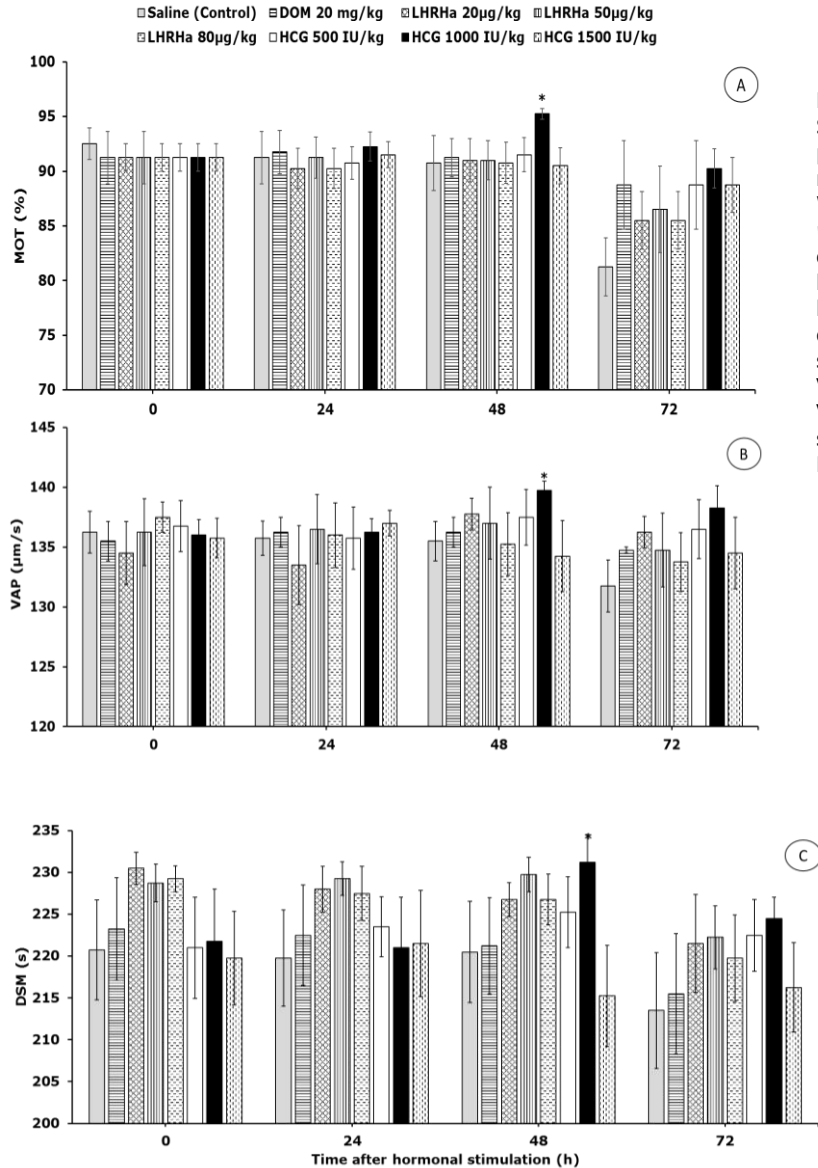 Saline (Control) DOM 20 mg/kg LHRHa 20µg/kg LHRHa 50µg/kg
LHRHa 80µg/kg HCG 500 IU/kg HCG 1000 IU/kg HCG 1500 IU/kg
A
MOT (%)
100
95
90
85
80
75
70
*
0 24 48 72
B
VAP (µm/s)
145
140
135
130
125
120
*
0 24 48 72
C
DSM (s)
235
230
225
220
215
210
205
200
*
0 24 48 72
Time after hormonal stimulation (h)